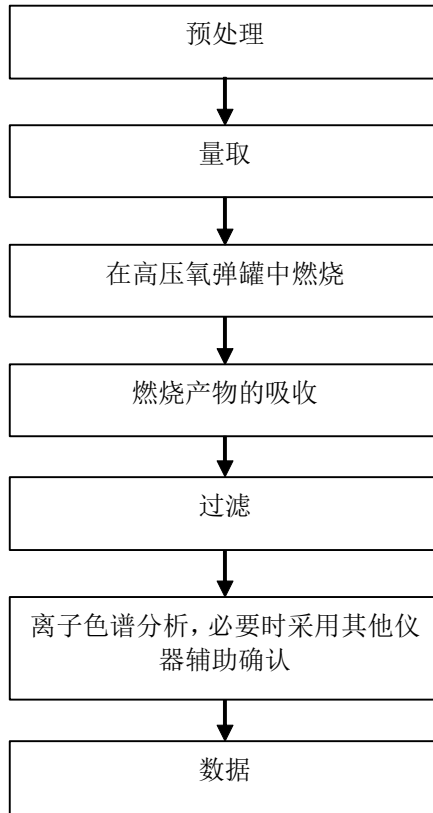 预处理
量取
在高压氧弹罐中燃烧
燃烧产物的吸收
过滤
离子色谱分析，必要时采用其他仪
器辅助确认
数据